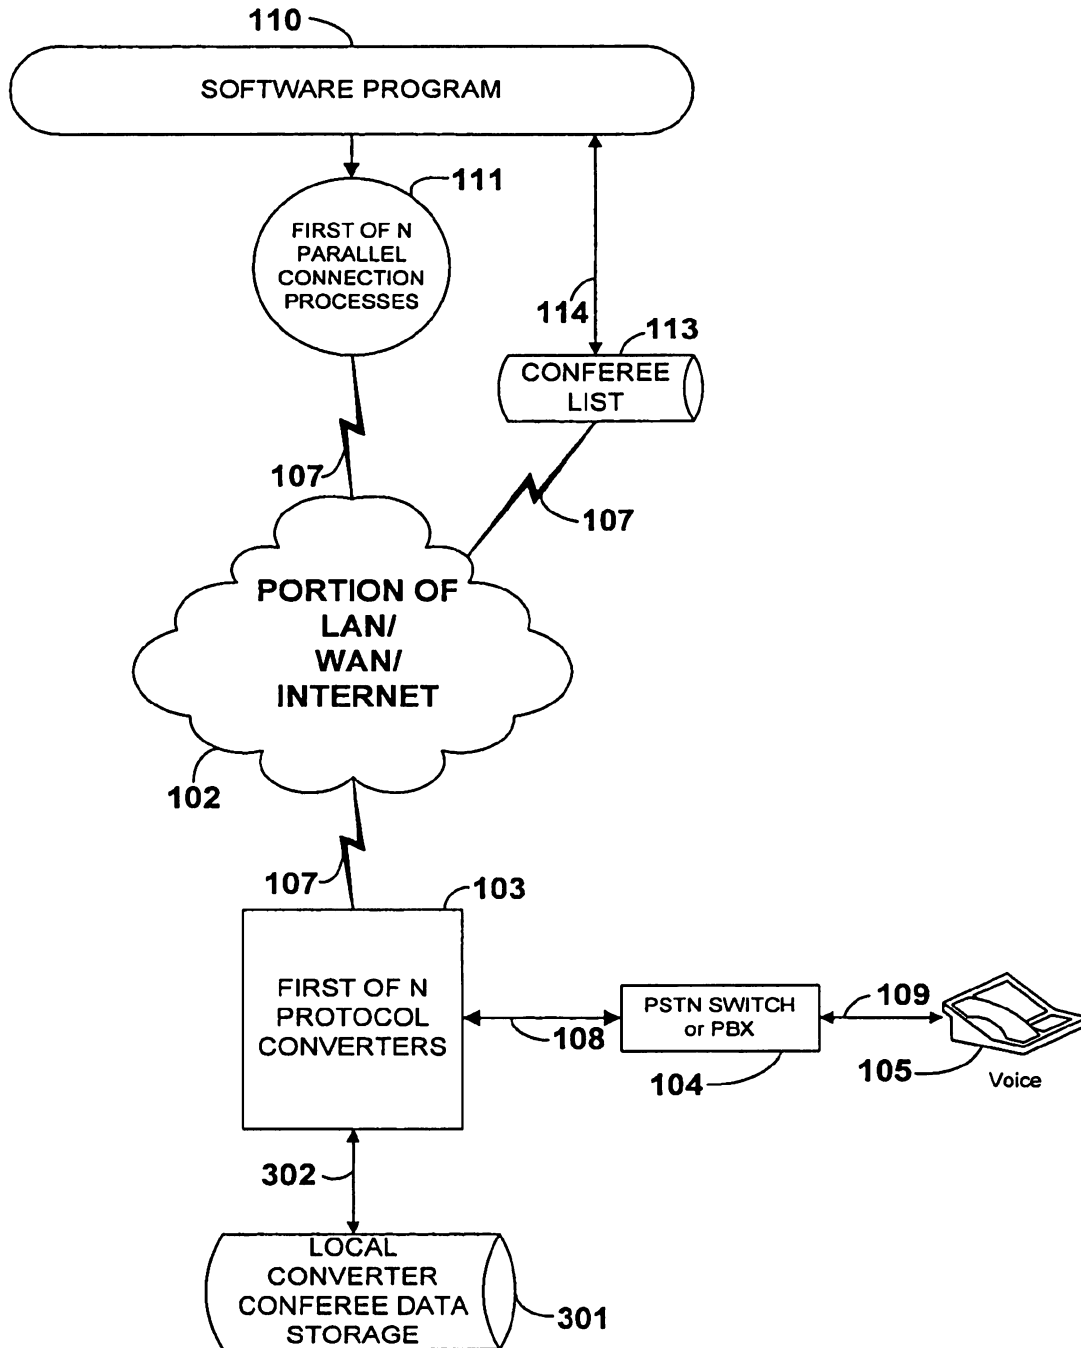 110
SOFTWARE PROGRAM
111
FIRST OF N
PARALLEL
CONNECTION
PROCESSES
114
113
CONFEREE
LIST
107
107
PORTION OF
LAN/
WAN/
INTERNET
102
107
103
FIRST OF N
PROTOCOL
CONVERTERS
108
PSTN SWITCH
or PBX
104
109
105
Voice
302
LOCAL
CONVERTER
CONFEREE DATA
STORAGE
301